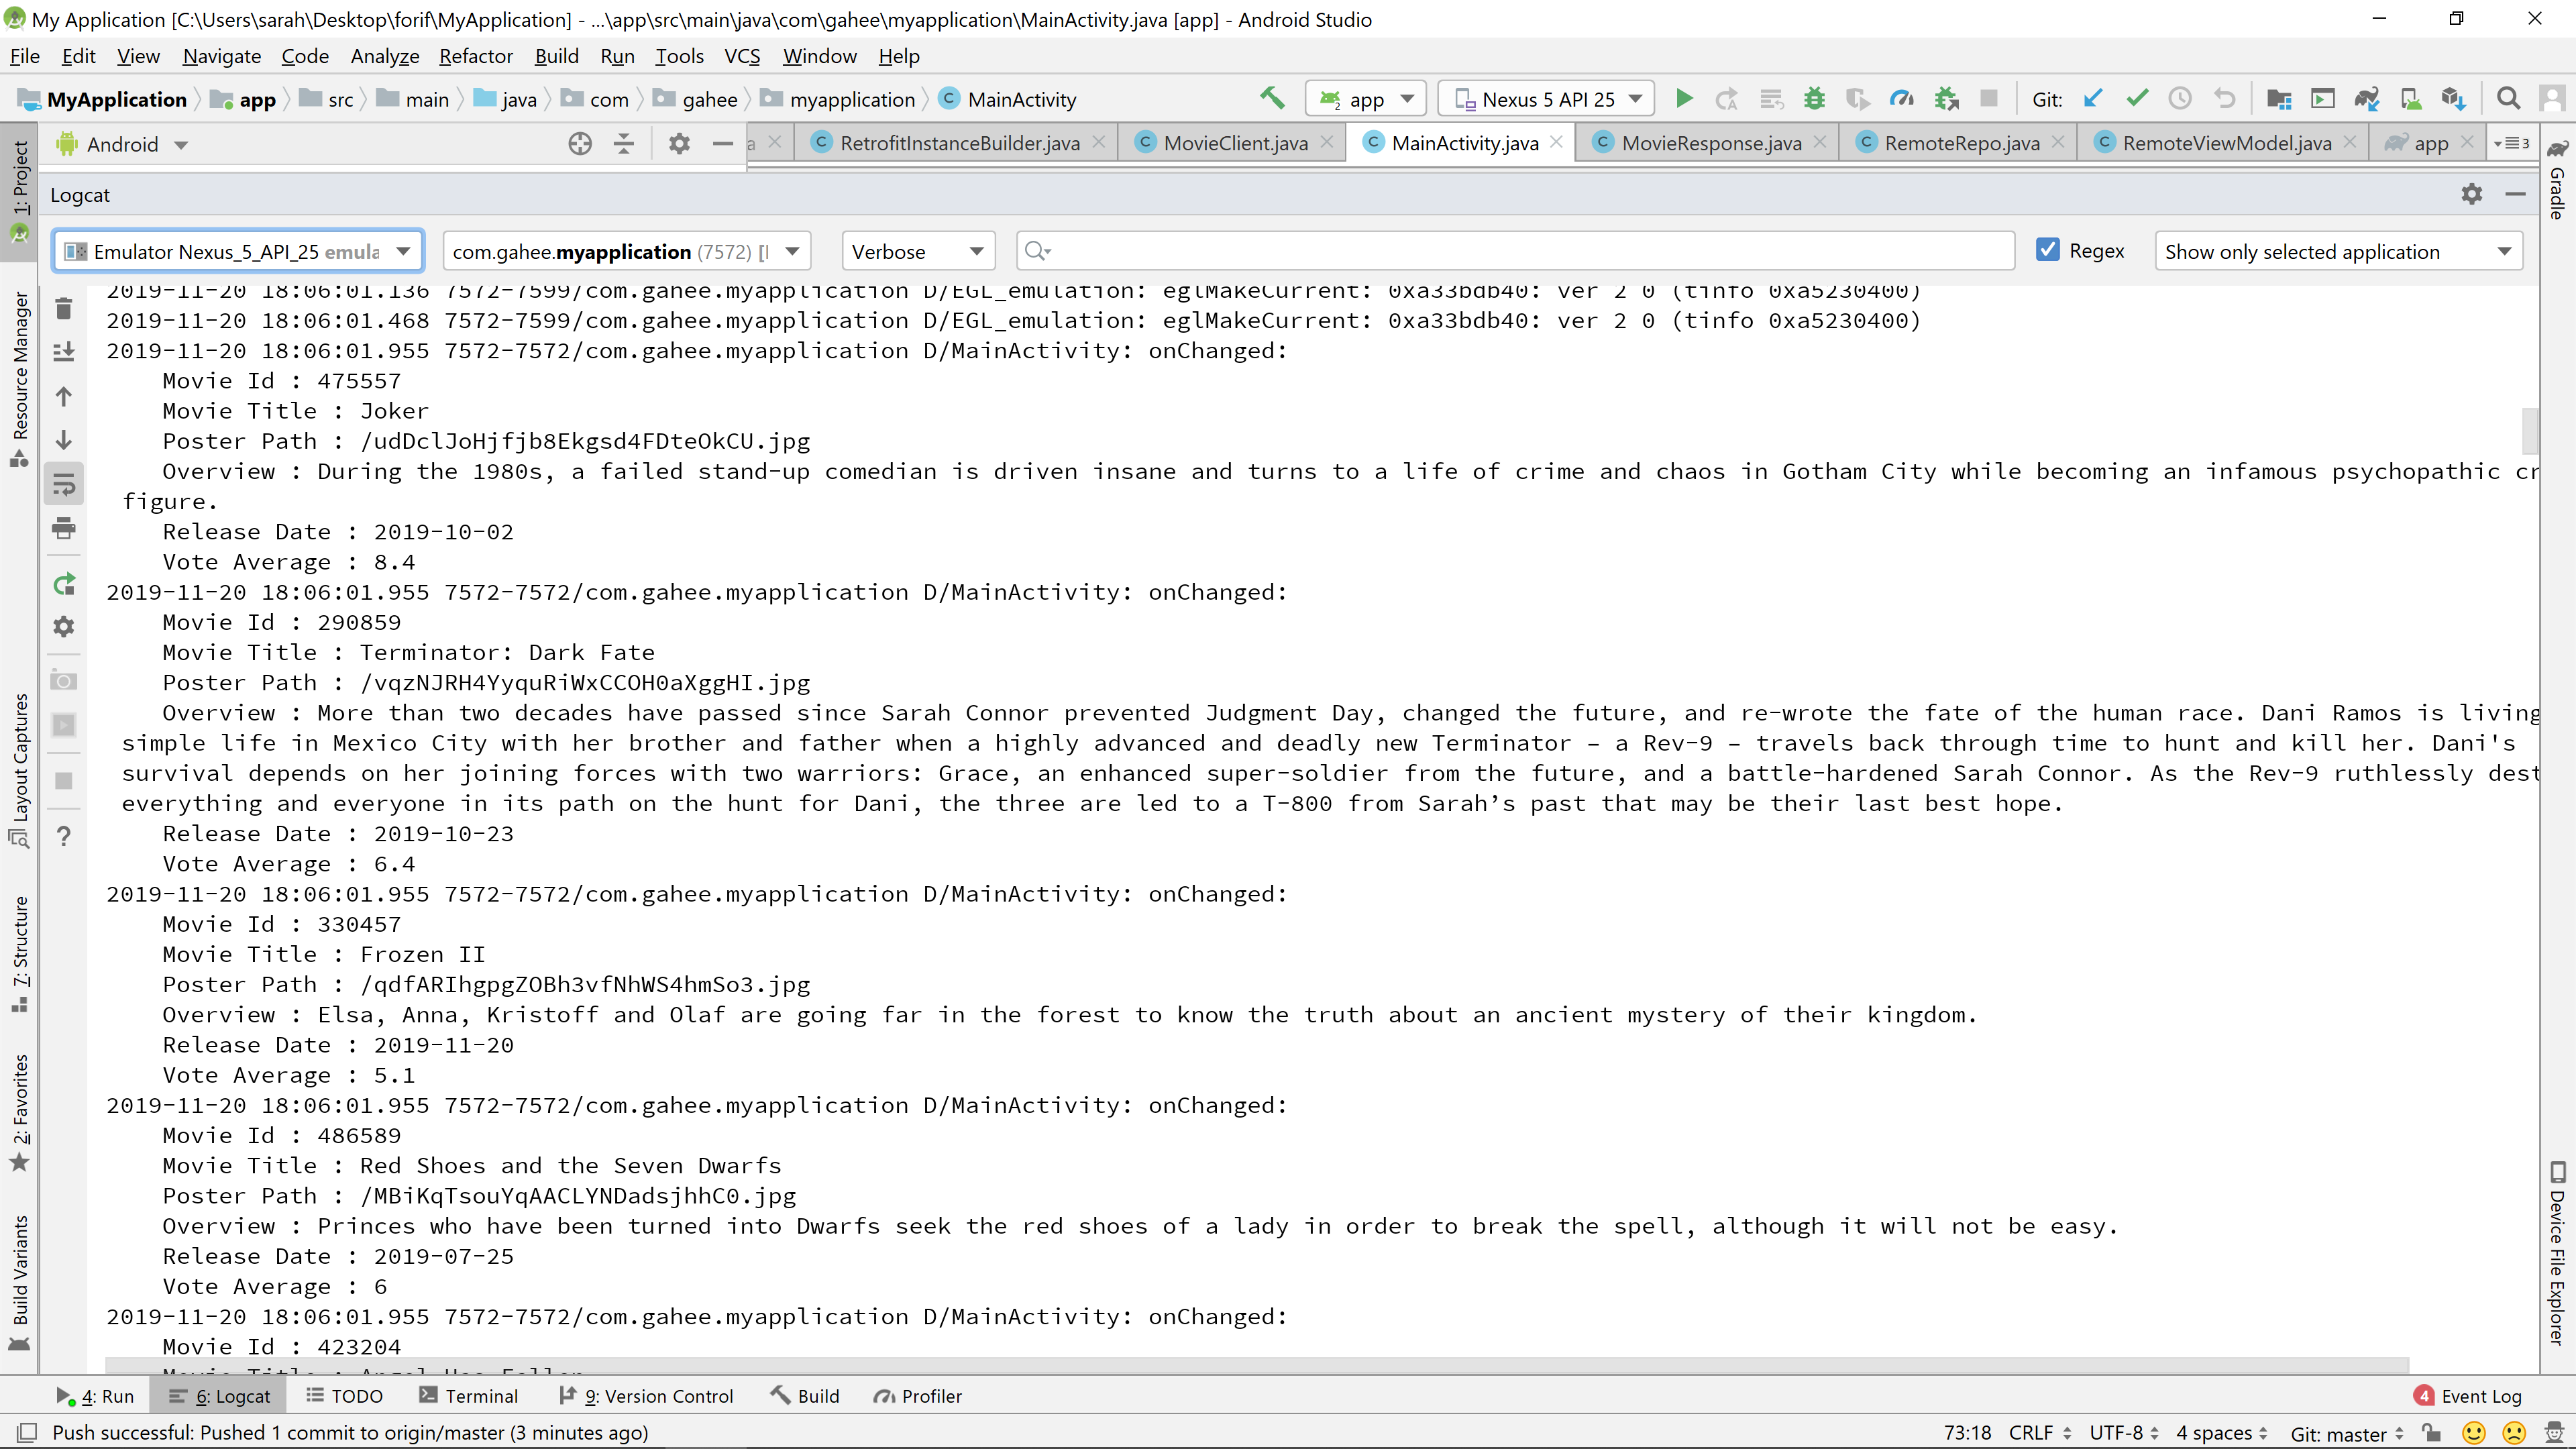 My Application [C:\Users\sarah\Desktop\forif\MyApplication] - ...\app\src\main\java\com\gahee\myapplication\MainActivity.java [app] - Android Studio
File Edit View Navigate Code Analyze Refactor Build Run Tools VCS Window Help
MyApplication app src main java com gahee myapplication MainActivity app Nexus 5 API 25 Git:
Android a RetrofitInstanceBuilder.java MovieClient.java MainActivity.java MovieResponse.java RemoteRepo.java RemoteViewModel.java app 3
Logcat
Emulator Nexus_5_API_25 emula com.gahee.myapplication (7572) [ Verbose Regex Show only selected application
2019-11-20 18:06:01.136 7572-7599/com.gahee.myapplication D/EGL_emulation: eglMakeCurrent: 0xa33bdb40: ver 2 0 (tinfo 0xa5230400)
2019-11-20 18:06:01.468 7572-7599/com.gahee.myapplication D/EGL_emulation: eglMakeCurrent: 0xa33bdb40: ver 2 0 (tinfo 0xa5230400)
2019-11-20 18:06:01.955 7572-7572/com.gahee.myapplication D/MainActivity: onChanged:
Movie Id : 475557
Movie Title : Joker
Poster Path : /udDclJoHjfjb8Ekgsd4FDteOkCU.jpg
Overview : During the 1980s, a failed stand-up comedian is driven insane and turns to a life of crime and chaos in Gotham City while becoming an infamous psychopathic cr
figure.
Release Date : 2019-10-02
Vote Average : 8.4
2019-11-20 18:06:01.955 7572-7572/com.gahee.myapplication D/MainActivity: onChanged:
Movie Id : 290859
Movie Title : Terminator: Dark Fate
Poster Path : /vqzNJRH4YyquRiWxCCOH0aXggHI.jpg
Overview : More than two decades have passed since Sarah Connor prevented Judgment Day, changed the future, and re-wrote the fate of the human race. Dani Ramos is living
simple life in Mexico City with her brother and father when a highly advanced and deadly new Terminator – a Rev-9 – travels back through time to hunt and kill her. Dani's
survival depends on her joining forces with two warriors: Grace, an enhanced super-soldier from the future, and a battle-hardened Sarah Connor. As the Rev-9 ruthlessly dest
everything and everyone in its path on the hunt for Dani, the three are led to a T-800 from Sarah’s past that may be their last best hope.
Release Date : 2019-10-23
Vote Average : 6.4
2019-11-20 18:06:01.955 7572-7572/com.gahee.myapplication D/MainActivity: onChanged:
Movie Id : 330457
Movie Title : Frozen II
Poster Path : /qdfARIhgpgZOBh3vfNhWS4hmSo3.jpg
Overview : Elsa, Anna, Kristoff and Olaf are going far in the forest to know the truth about an ancient mystery of their kingdom.
Release Date : 2019-11-20
Vote Average : 5.1
2019-11-20 18:06:01.955 7572-7572/com.gahee.myapplication D/MainActivity: onChanged:
Movie Id : 486589
Movie Title : Red Shoes and the Seven Dwarfs
Poster Path : /MBiKqTsouYqAACLYNDadsjhhC0.jpg
Overview : Princes who have been turned into Dwarfs seek the red shoes of a lady in order to break the spell, although it will not be easy.
Release Date : 2019-07-25
Vote Average : 6
2019-11-20 18:06:01.955 7572-7572/com.gahee.myapplication D/MainActivity: onChanged:
Movie Id : 423204
Movie Title : Angel Has Fallen
1: Project
Resource Manager
Layout Captures
7: Structure
2: Favorites
Build Variants
Gradle
Device File Explorer
4: Run 6: Logcat TODO Terminal 9: Version Control Build Profiler 4 Event Log
Push successful: Pushed 1 commit to origin/master (3 minutes ago) 73:18 CRLF UTF-8 4 spaces Git: master